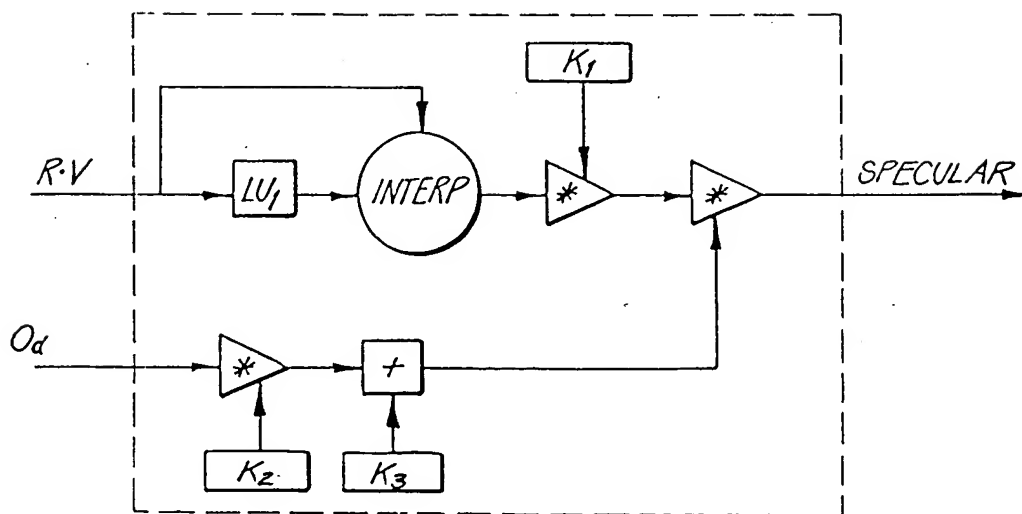 K₁
R·V
LU₁
INTERP
*
*
SPECULAR
Od
*
+
K₂
K₃